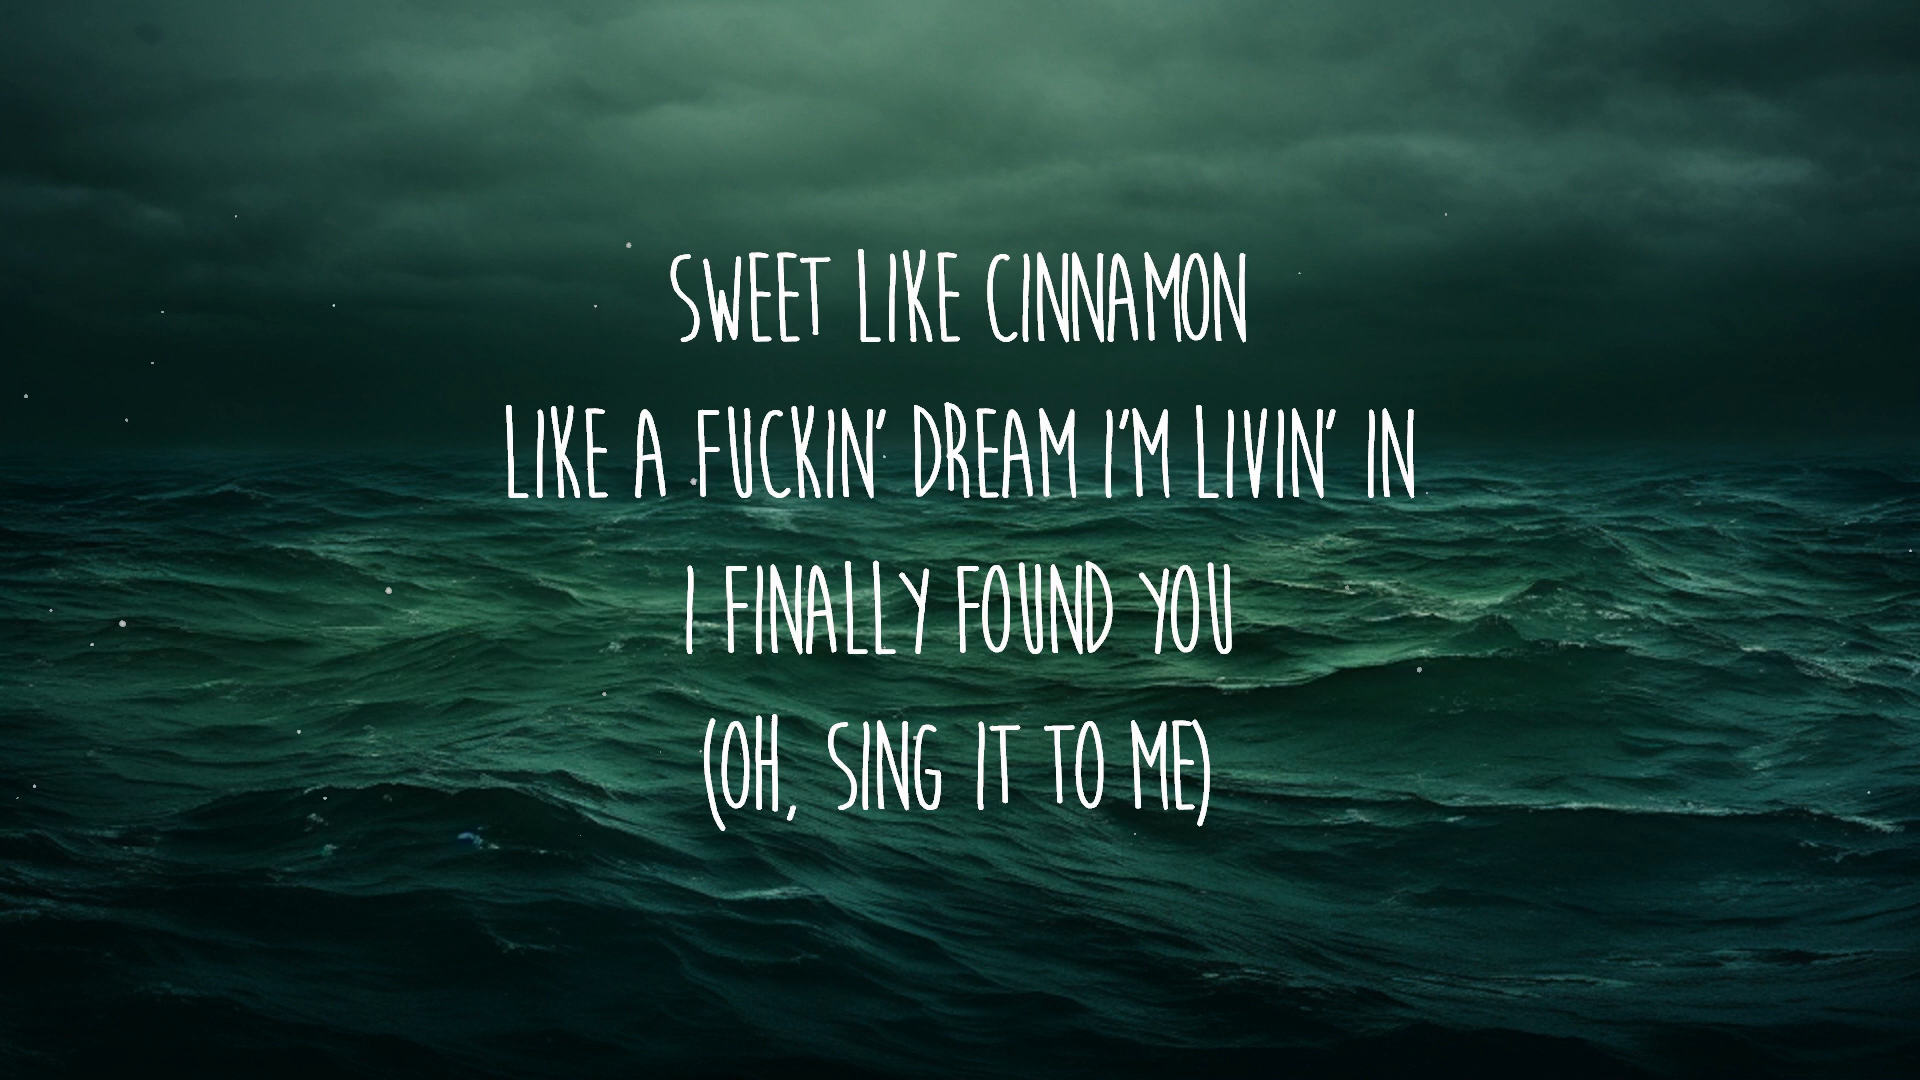 SWEET LIKE CINNAMON
LIKE A FUCKIN' DREAM I'M LIVIN' IN
I FINALLY FOUND YOU
(OH, SING IT TO ME)